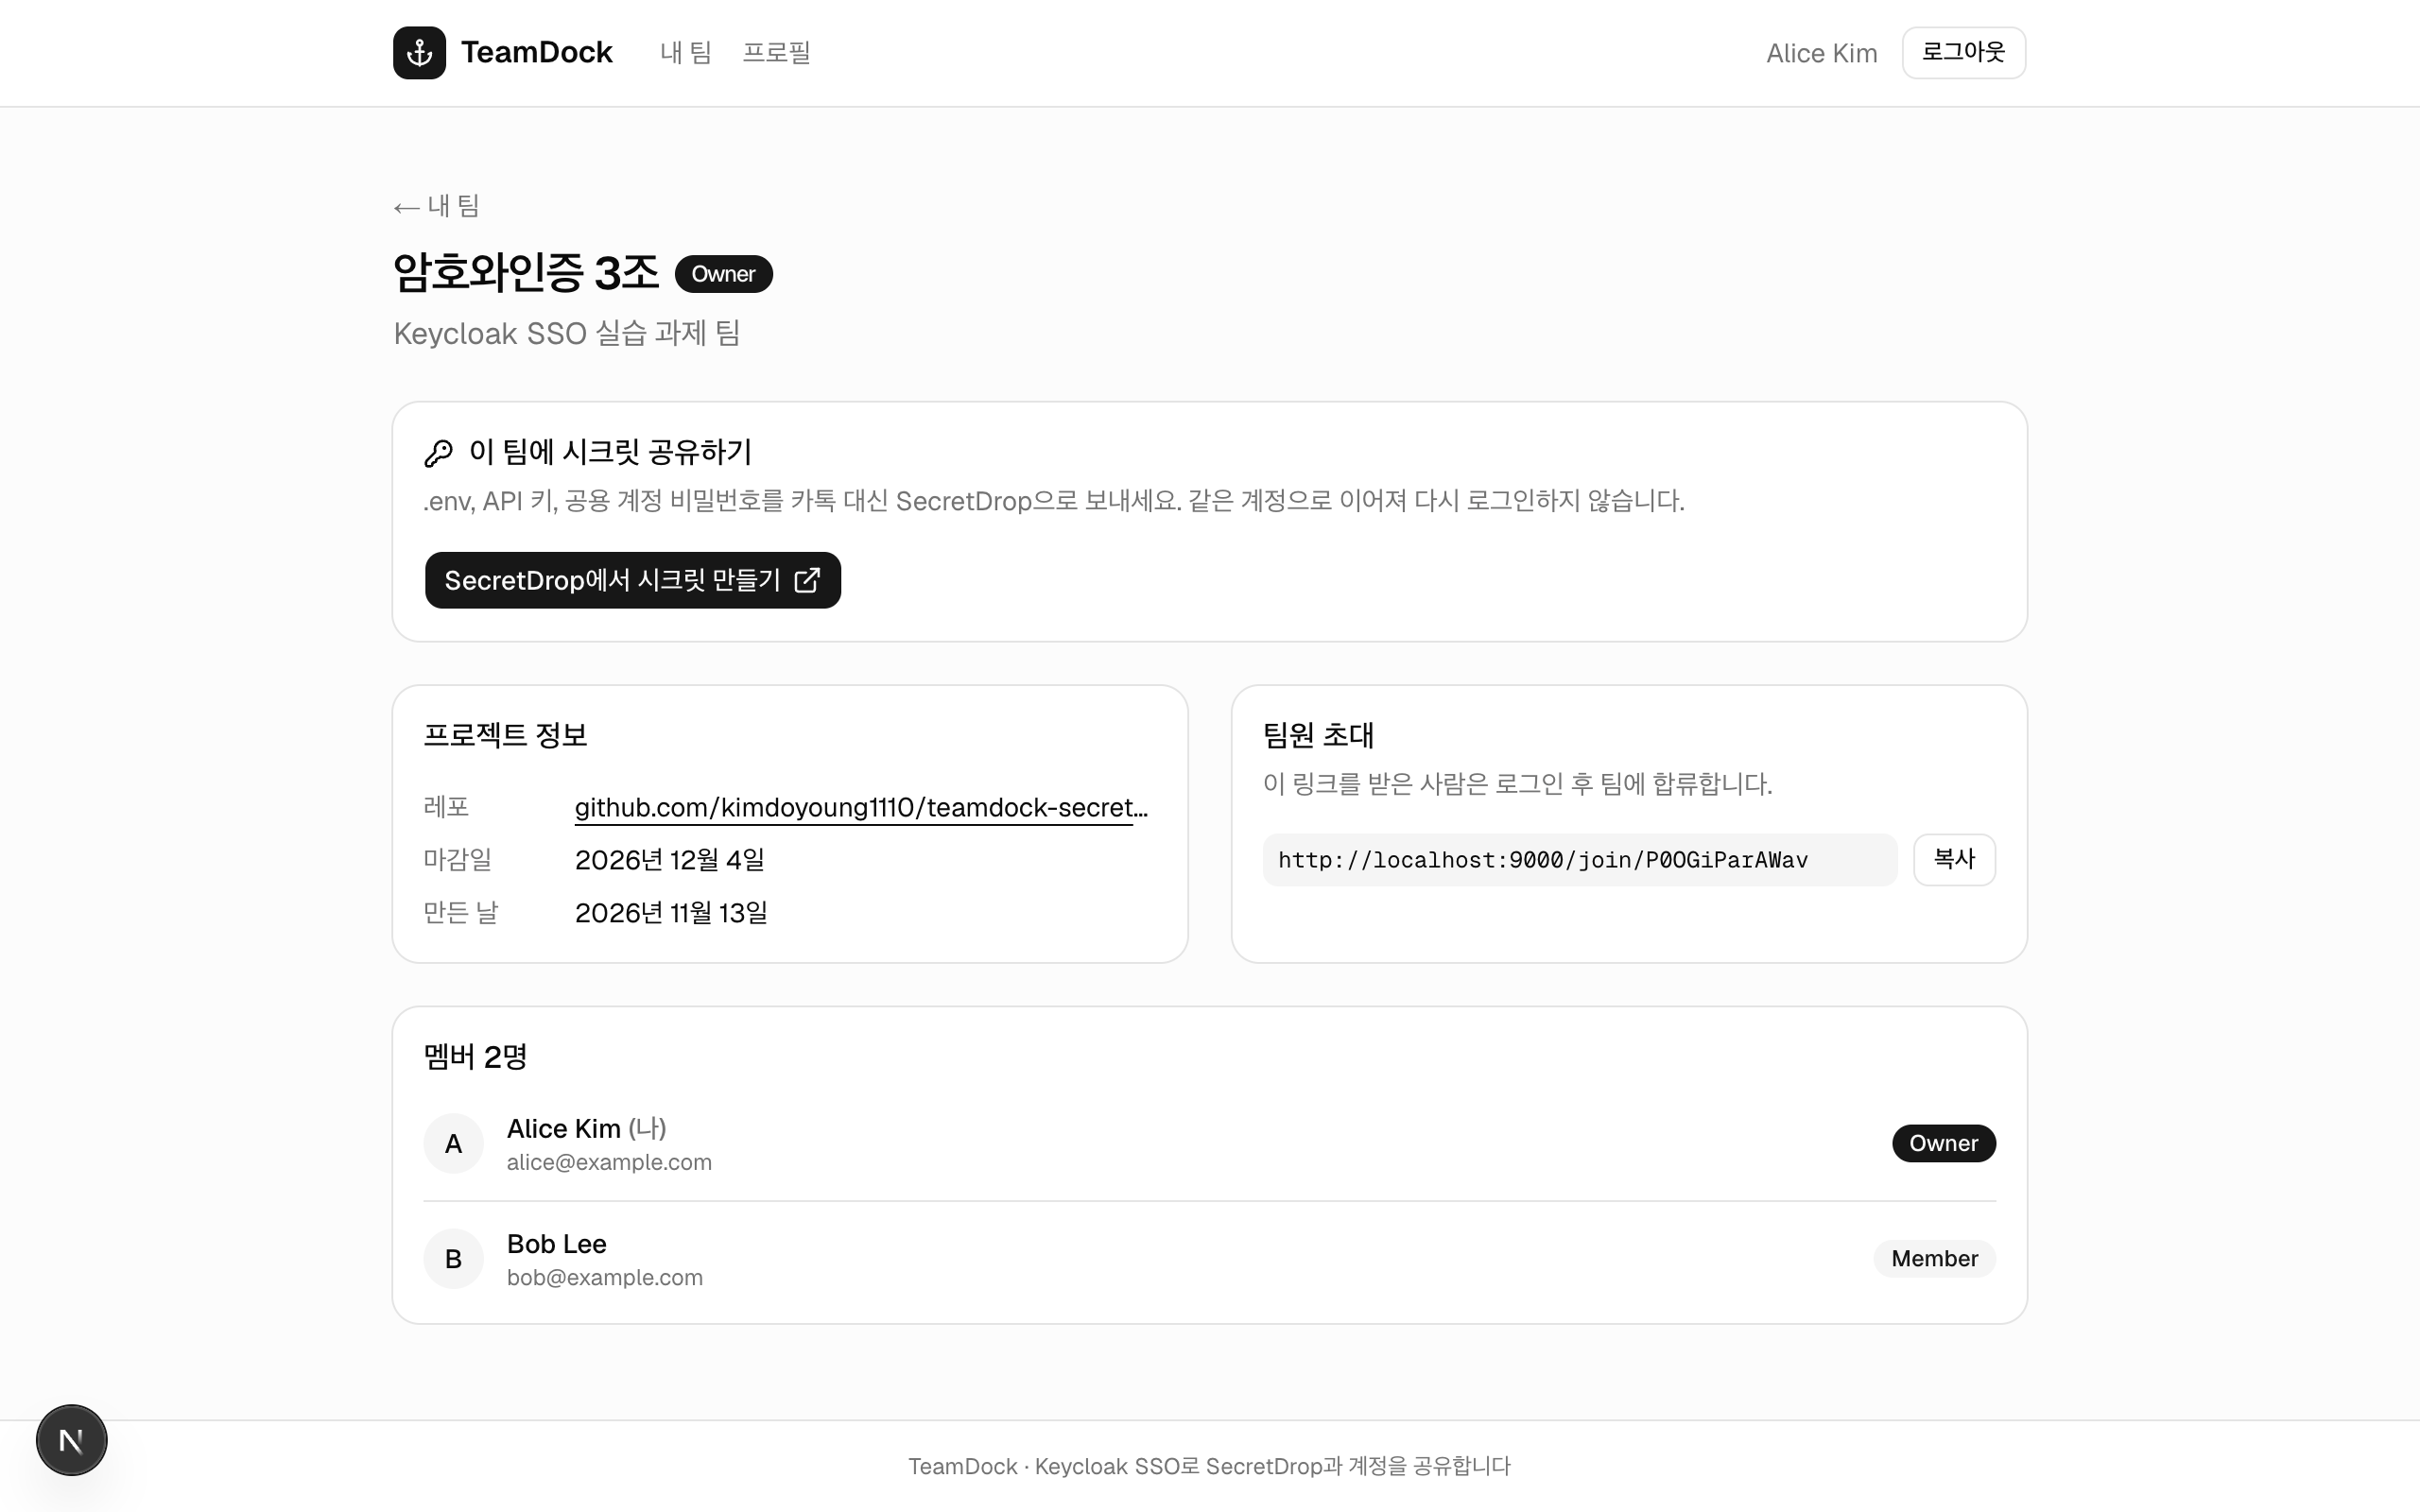 TeamDock
내 팀
프로필
Alice Kim
로그아웃
← 내 팀
암호와인증 3조
Owner
Keycloak SSO 실습 과제 팀
이 팀에 시크릿 공유하기
.env, API 키, 공용 계정 비밀번호를 카톡 대신 SecretDrop으로 보내세요. 같은 계정으로 이어져 다시 로그인하지 않습니다.
SecretDrop에서 시크릿 만들기
프로젝트 정보
레포 github.com/kimdoyoung1110/teamdock-secret...
마감일 2026년 12월 4일
만든 날 2026년 11월 13일
팀원 초대
이 링크를 받은 사람은 로그인 후 팀에 합류합니다.
http://localhost:9000/join/P0OGiParAWav
복사
멤버 2명
A
Alice Kim (나)
alice@example.com
Owner
B
Bob Lee
bob@example.com
Member
N
TeamDock · Keycloak SSO로 SecretDrop과 계정을 공유합니다